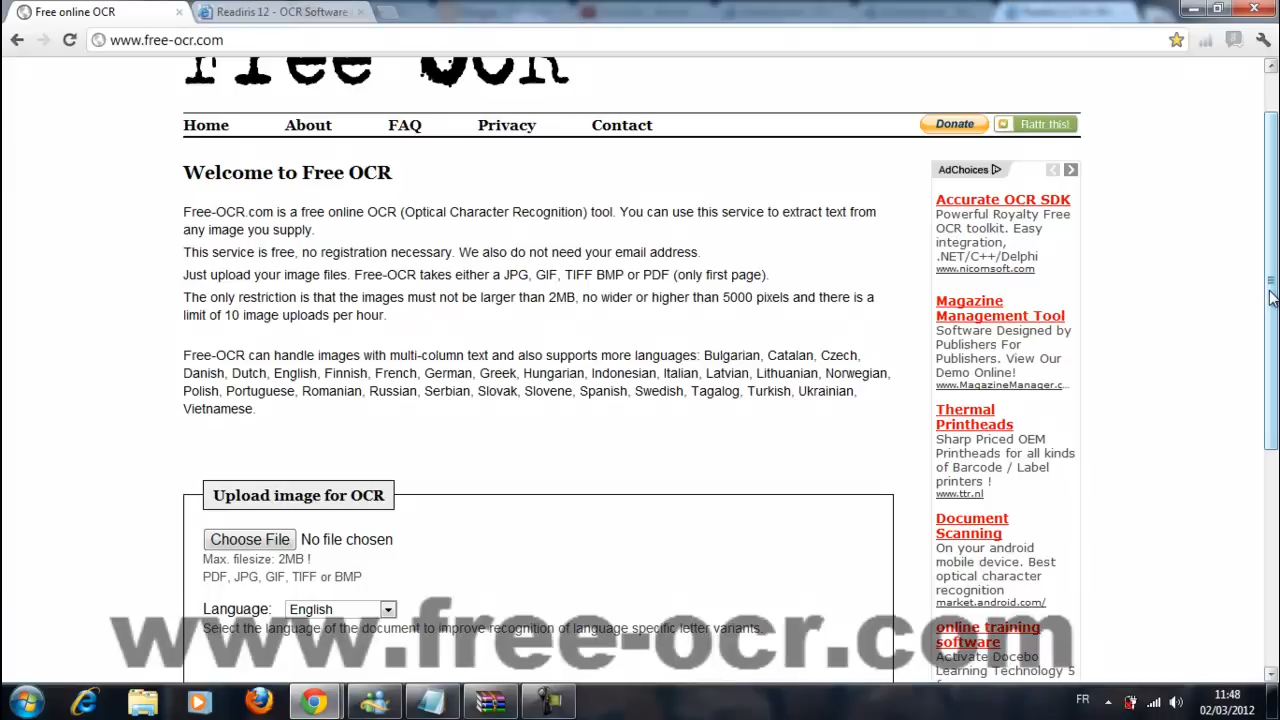 Free online OCR
Readiris 12 - OCR Software
www.free-ocr.com
Free OCR
Home About FAQ Privacy Contact
Donate
Flattr this!
Welcome to Free OCR
Free-OCR.com is a free online OCR (Optical Character Recognition) tool. You can use this service to extract text from
any image you supply.
This service is free, no registration necessary. We also do not need your email address.
Just upload your image files. Free-OCR takes either a JPG, GIF, TIFF BMP or PDF (only first page).
The only restriction is that the images must not be larger than 2MB, no wider or higher than 5000 pixels and there is a
limit of 10 image uploads per hour.
Free-OCR can handle images with multi-column text and also supports more languages: Bulgarian, Catalan, Czech,
Danish, Dutch, English, Finnish, French, German, Greek, Hungarian, Indonesian, Italian, Latvian, Lithuanian, Norwegian,
Polish, Portuguese, Romanian, Russian, Serbian, Slovak, Slovene, Spanish, Swedish, Tagalog, Turkish, Ukrainian,
Vietnamese.
Upload image for OCR
Choose File No file chosen
Max. filesize: 2MB !
PDF, JPG, GIF, TIFF or BMP
Language: English
Select the language of the document to improve recognition of language specific letter variants.
AdChoices
Accurate OCR SDK
Powerful Royalty Free
OCR toolkit. Easy
integration,
.NET/C++/Delphi
www.nicomsoft.com
Magazine
Management Tool
Software Designed by
Publishers For
Publishers. View Our
Demo Online!
www.MagazineManager.c...
Thermal
Printheads
Sharp Priced OEM
Printheads for all kinds
of Barcode / Label
printers !
www.ttr.nl
Document
Scanning
On your android
mobile device. Best
optical character
recognition
market.android.com/
online training
software
Activate Docebo
Learning Technology 5
www.free-ocr.com
FR
11:48
02/03/2012